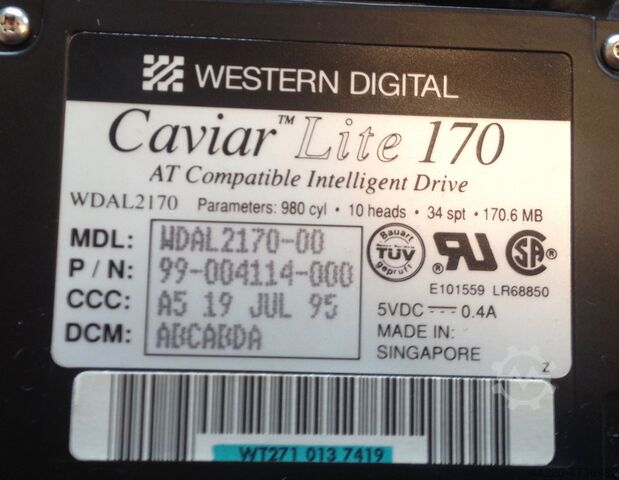 WESTERN DIGITAL
Caviar™ Lite 170
AT Compatible Intelligent Drive
WDAL2170 Parameters: 980 cyl • 10 heads • 34 spt • 170.6 MB
MDL: WDAL2170-00
P / N: 99-004114-000
CCC: A5 19 JUL 95
DCM: ABCABDA
Bauart
TÜV
geprüft
E101559 LR68850
5VDC ⎓ 0.4A
MADE IN:
SINGAPORE
Z
WT271 013 7419